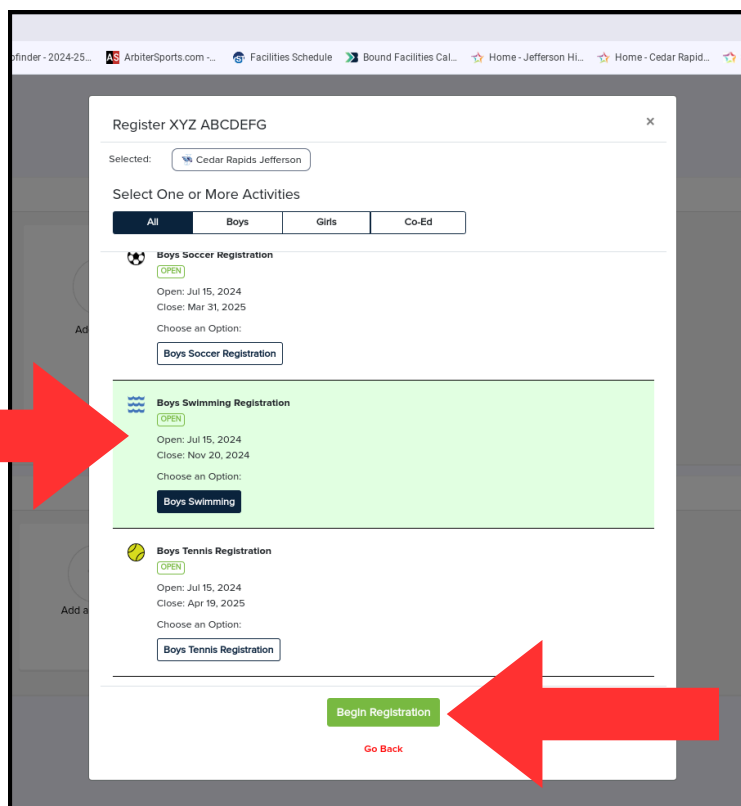 ofinder - 2024-25... AS ArbiterSports.com -... Facilities Schedule Bound Facilities Cal... Home - Jefferson Hi... Home - Cedar Rapid...
Register XYZ ABCDEFG ×
Selected: Cedar Rapids Jefferson
Select One or More Activities
All Boys Girls Co-Ed
Boys Soccer Registration
OPEN
Open: Jul 15, 2024
Close: Mar 31, 2025
Choose an Option:
Boys Soccer Registration
Ad
Boys Swimming Registration
OPEN
Open: Jul 15, 2024
Close: Nov 20, 2024
Choose an Option:
Boys Swimming
Boys Tennis Registration
OPEN
Open: Jul 15, 2024
Close: Apr 19, 2025
Add a
Choose an Option:
Boys Tennis Registration
Begin Registration
Go Back